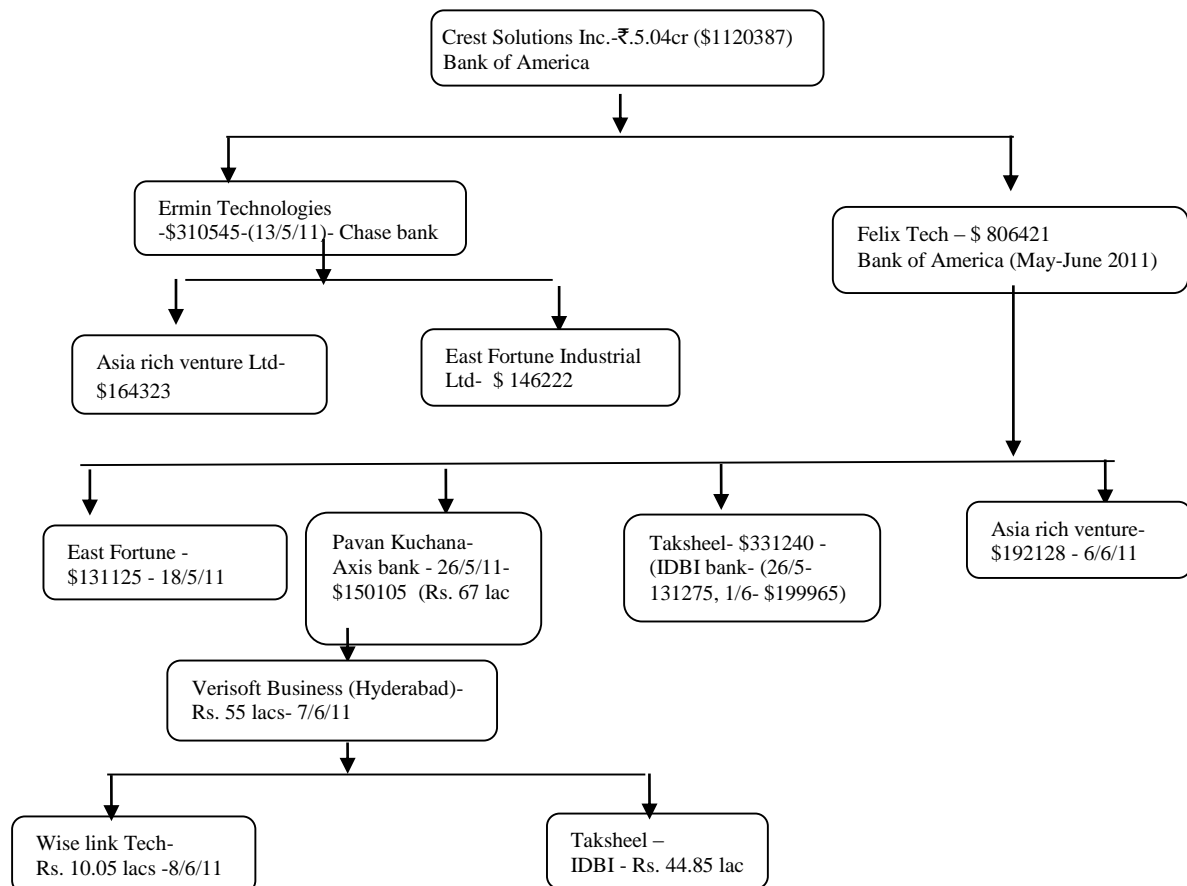 Crest Solutions Inc.-₹.5.04cr ($1120387)
Bank of America
Ermin Technologies
-$310545-(13/5/11)- Chase bank
Felix Tech – $ 806421
Bank of America (May-June 2011)
Asia rich venture Ltd-
$164323
East Fortune Industrial
Ltd- $ 146222
East Fortune -
$131125 - 18/5/11
Pavan Kuchana-
Axis bank - 26/5/11-
$150105 (Rs. 67 lac
Taksheel- $331240 -
(IDBI bank- (26/5-
131275, 1/6- $199965)
Asia rich venture-
$192128 - 6/6/11
Verisoft Business (Hyderabad)-
Rs. 55 lacs- 7/6/11
Wise link Tech-
Rs. 10.05 lacs -8/6/11
Taksheel –
IDBI - Rs. 44.85 lac